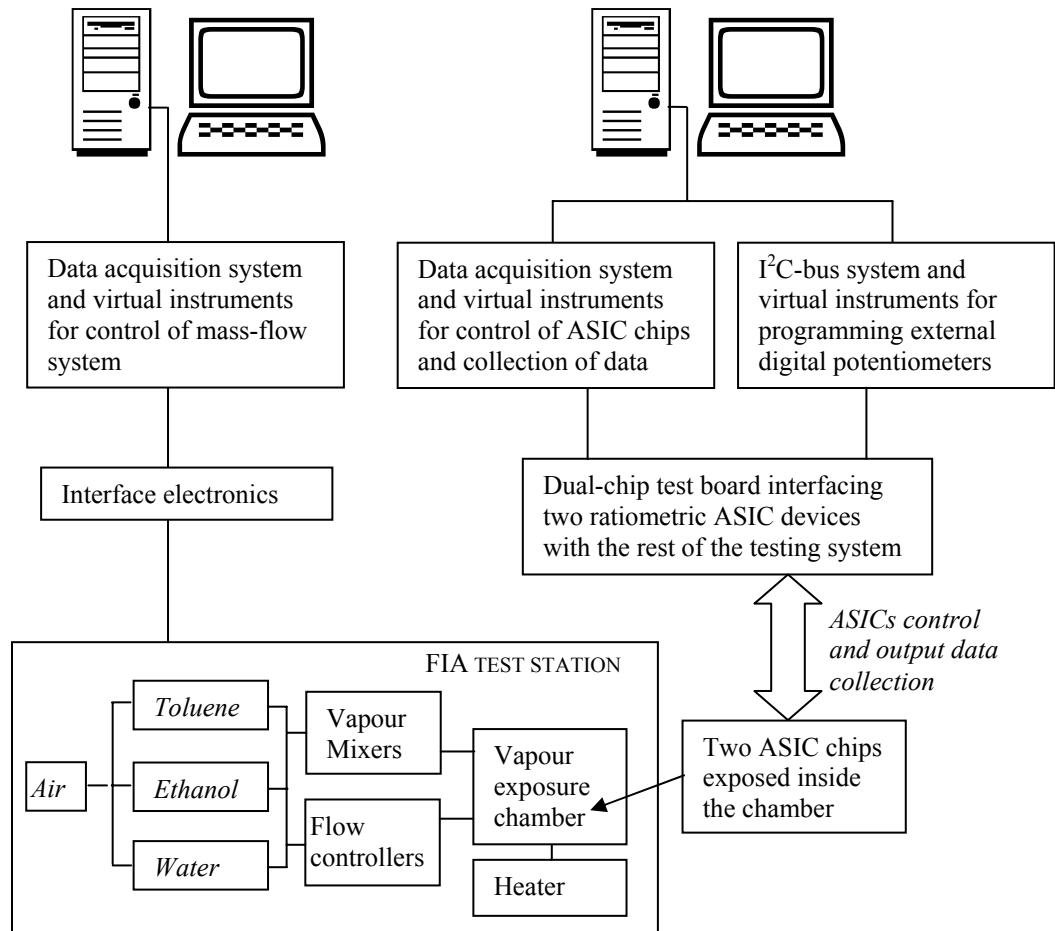 Data acquisition system
and virtual instruments
for control of mass-flow
system
Data acquisition system
and virtual instruments
for control of ASIC chips
and collection of data
I²C-bus system and
virtual instruments for
programming external
digital potentiometers
Interface electronics
Dual-chip test board interfacing
two ratiometric ASIC devices
with the rest of the testing system
ASICs control
and output data
collection
FIA TEST STATION
Air
Toluene
Ethanol
Water
Vapour
Mixers
Flow
controllers
Vapour
exposure
chamber
Heater
Two ASIC chips
exposed inside
the chamber